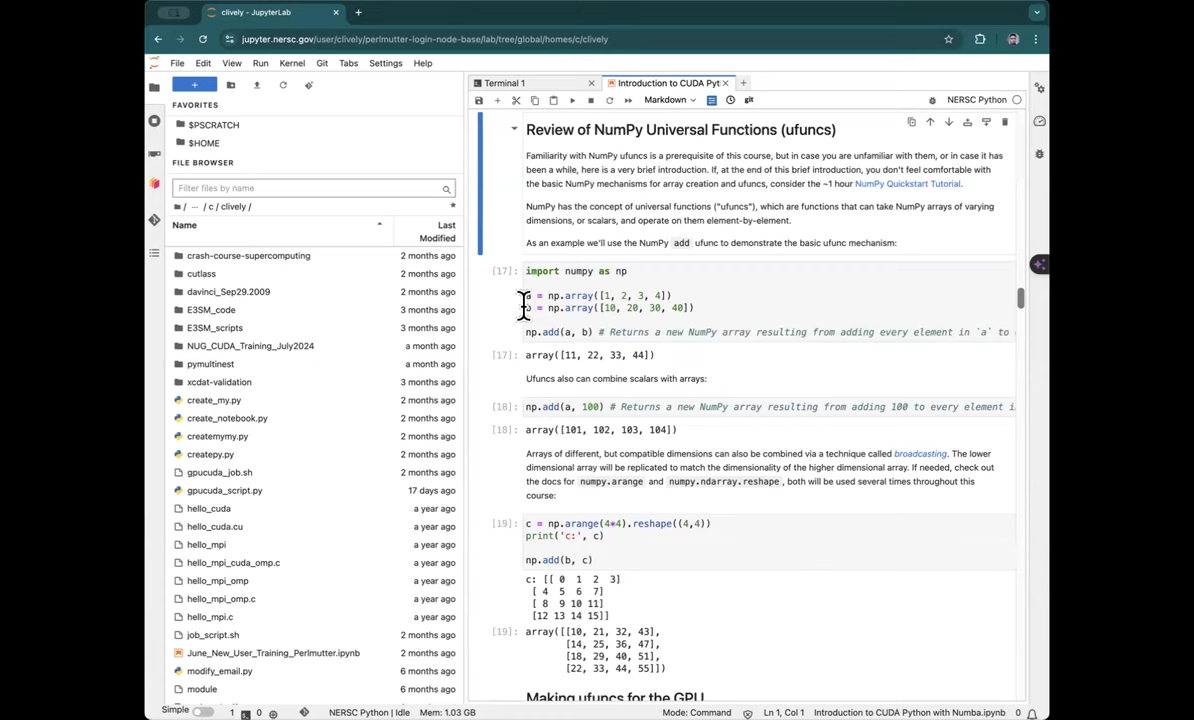 clively - JupyterLab
jupyter.nersc.gov/user/clively/perlmutter-login-node-base/lab/tree/global/homes/c/clively
File Edit View Run Kernel Git Tabs Settings Help
FAVORITES
$PSCRATCH
$HOME
FILE BROWSER
Filter files by name
/ ··· / c / clively /
Name Last Modified
crash-course-supercomputing 2 months ago
cutlass 2 months ago
davinci_Sep29.2009 2 months ago
E3SM_code 2 months ago
E3SM_scripts 2 months ago
NUG_CUDA_Training_July2024 a month ago
pymultinest a month ago
xcdat-validation 3 months ago
create_my.py 2 months ago
create_notebook.py 2 months ago
createmymy.py 2 months ago
createpy.py 2 months ago
gpucuda_job.sh 2 months ago
gpucuda_script.py 17 days ago
hello_cuda a year ago
hello_cuda.cu a year ago
hello_mpi a year ago
hello_mpi_cuda_omp.c a year ago
hello_mpi_omp a year ago
hello_mpi_omp.c a year ago
hello_mpi.c a year ago
job_script.sh 2 months ago
June_New_User_Training_Perlmutter.ipynb 2 months ago
modify_email.py 6 months ago
module 6 months ago
Terminal 1
Introduction to CUDA Pyt
Markdown
git
NERSC Python
Review of NumPy Universal Functions (ufuncs)
Familiarity with NumPy ufuncs is a prerequisite of this course, but in case you are unfamiliar with them, or in case it has
been a while, here is a very brief introduction. If, at the end of this brief introduction, you don't feel comfortable with
the basic NumPy mechanisms for array creation and ufuncs, consider the ~1 hour NumPy Quickstart Tutorial.
NumPy has the concept of universal functions ("ufuncs"), which are functions that can take NumPy arrays of varying
dimensions, or scalars, and operate on them element-by-element.
As an example we'll use the NumPy add ufunc to demonstrate the basic ufunc mechanism:
[17]: import numpy as np
a = np.array([1, 2, 3, 4])
b = np.array([10, 20, 30, 40])
np.add(a, b) # Returns a new NumPy array resulting from adding every element in `a` to
[17]: array([11, 22, 33, 44])
Ufuncs also can combine scalars with arrays:
[18]: np.add(a, 100) # Returns a new NumPy array resulting from adding 100 to every element i
[18]: array([101, 102, 103, 104])
Arrays of different, but compatible dimensions can also be combined via a technique called broadcasting. The lower
dimensional array will be replicated to match the dimensionality of the higher dimensional array. If needed, check out
the docs for numpy.arange and numpy.ndarray.reshape, both will be used several times throughout this
course:
[19]: c = np.arange(4*4).reshape((4,4))
print('c:', c)
np.add(b, c)
c: [[ 0 1 2 3]
[ 4 5 6 7]
[ 8 9 10 11]
[12 13 14 15]]
[19]: array([[10, 21, 32, 43],
[14, 25, 36, 47],
[18, 29, 40, 51],
[22, 33, 44, 55]])
Making ufuncs for the GPU
Simple 1 0 NERSC Python | Idle Mem: 1.03 GB Mode: Command Ln 1, Col 1 Introduction to CUDA Python with Numba.ipynb 0